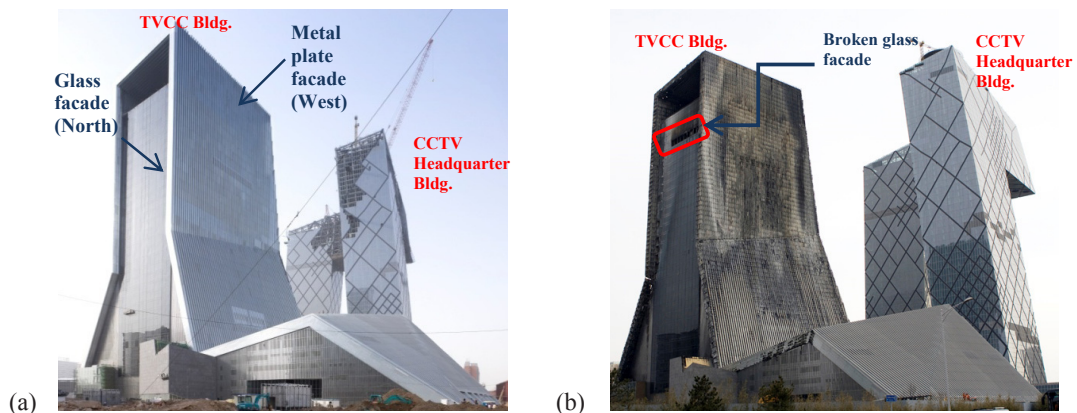 TVCC Bldg.
Metal
plate
facade
(West)
Glass
facade
(North)
CCTV
Headquarter
Bldg.
(a)
TVCC Bldg.
Broken glass
facade
CCTV
Headquarter
Bldg.
(b)